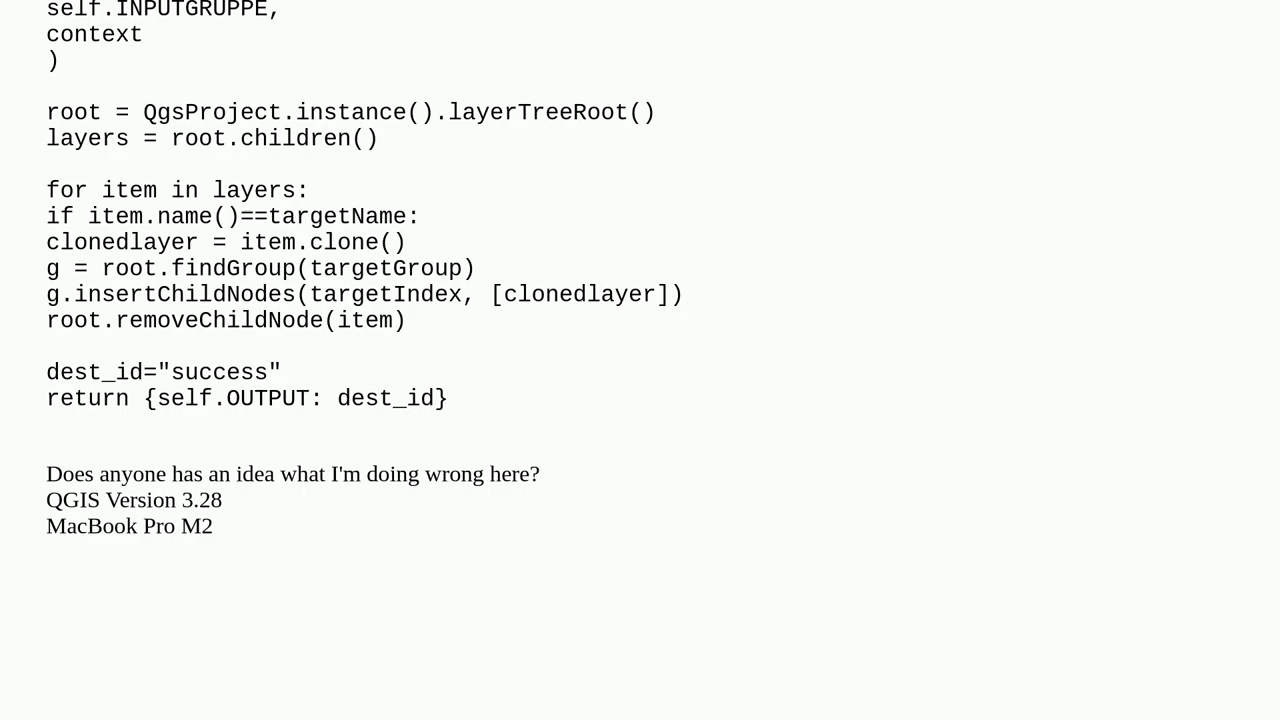 self.INPUTGRUPPE,
context
)
root = QgsProject.instance().layerTreeRoot()
layers = root.children()
for item in layers:
if item.name()==targetName:
clonedlayer = item.clone()
g = root.findGroup(targetGroup)
g.insertChildNodes(targetIndex, [clonedlayer])
root.removeChildNode(item)
dest_id="success"
return {self.OUTPUT: dest_id}
Does anyone has an idea what I'm doing wrong here?
QGIS Version 3.28
MacBook Pro M2